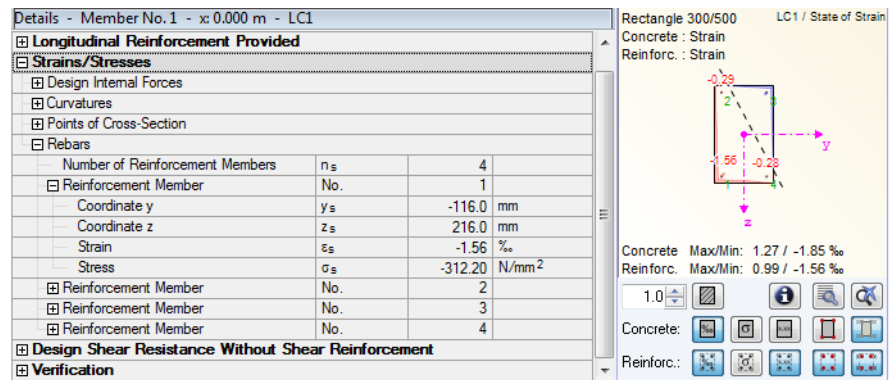 Details - Member No. 1 - x: 0.000 m - LC1
Longitudinal Reinforcement Provided
Strains/Stresses
Design Internal Forces
Curvatures
Points of Cross-Section
Rebars
Number of Reinforcement Members ns 4
Reinforcement Member No. 1
Coordinate y ys -116.0 mm
Coordinate z zs 216.0 mm
Strain εs -1.56 ‰
Stress σs -312.20 N/mm2
Reinforcement Member No. 2
Reinforcement Member No. 3
Reinforcement Member No. 4
Design Shear Resistance Without Shear Reinforcement
Verification
Rectangle 300/500 LC1 / State of Strain
Concrete : Strain
Reinforc. : Strain
-0.29
2 3
y
-1.56 -0.28
1 4
z
Concrete Max/Min: 1.27 / -1.85 ‰
Reinforc. Max/Min: 0.99 / -1.56 ‰
1.0
Concrete: ‰ σ
Reinforc.: